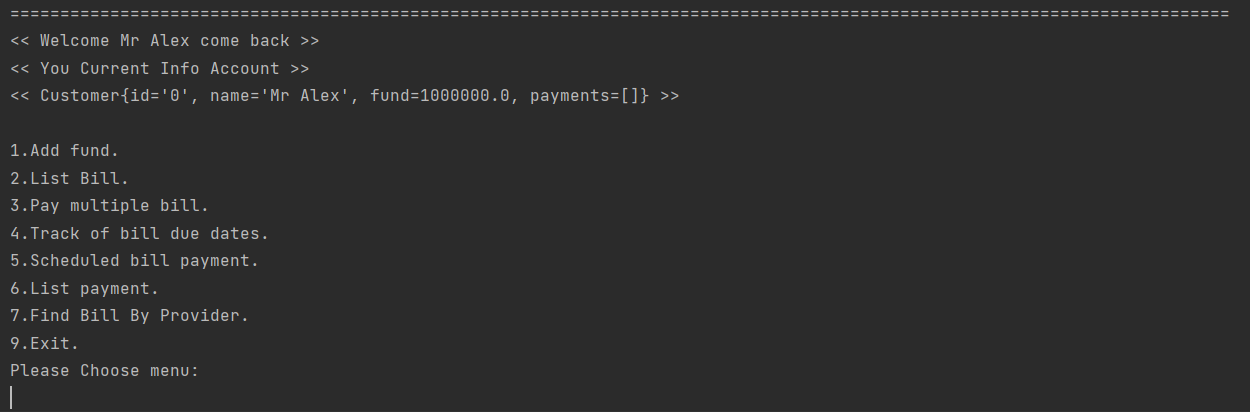 ==========================================================================================================================
<< Welcome Mr Alex come back >>
<< You Current Info Account >>
<< Customer{id='0', name='Mr Alex', fund=1000000.0, payments=[]} >>
1.Add fund.
2.List Bill.
3.Pay multiple bill.
4.Track of bill due dates.
5.Scheduled bill payment.
6.List payment.
7.Find Bill By Provider.
9.Exit.
Please Choose menu: